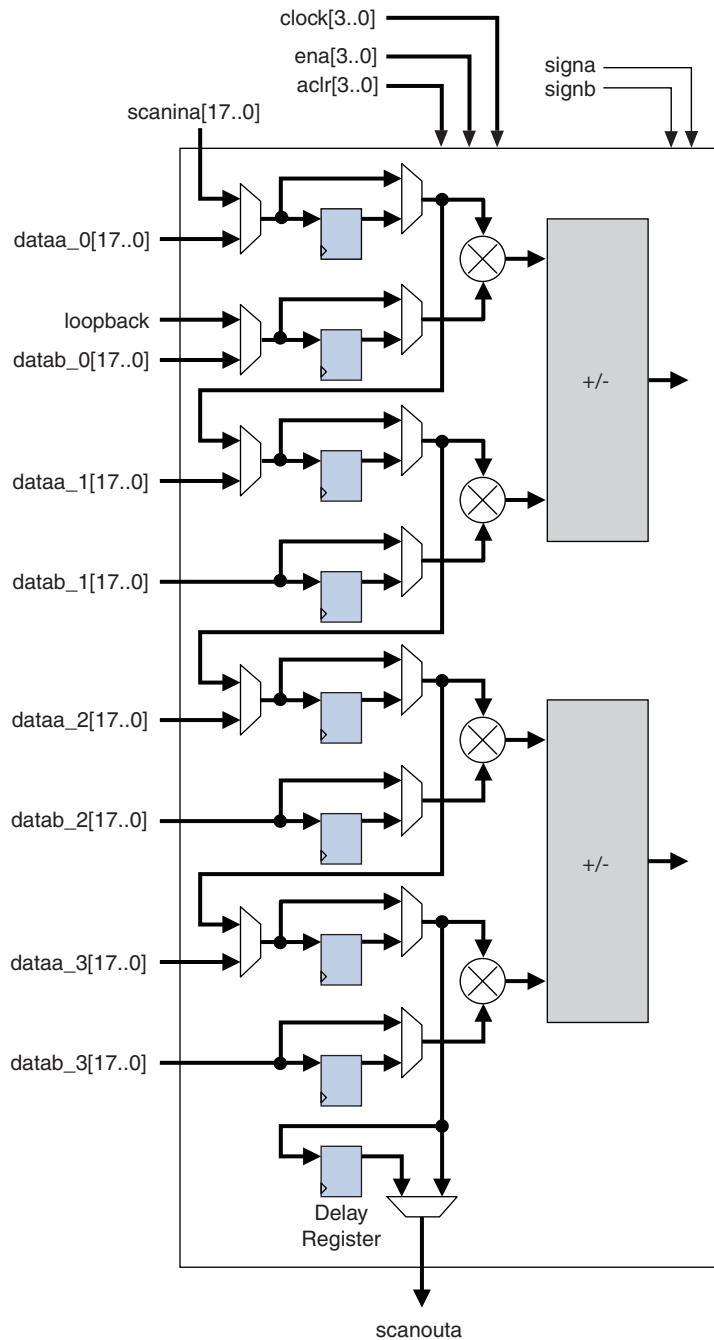 clock[3..0]
ena[3..0]
aclr[3..0]
signa
signb
scanina[17..0]
dataa_0[17..0]
loopback
datab_0[17..0]
+/-
dataa_1[17..0]
datab_1[17..0]
dataa_2[17..0]
datab_2[17..0]
+/-
dataa_3[17..0]
datab_3[17..0]
Delay
Register
scanouta